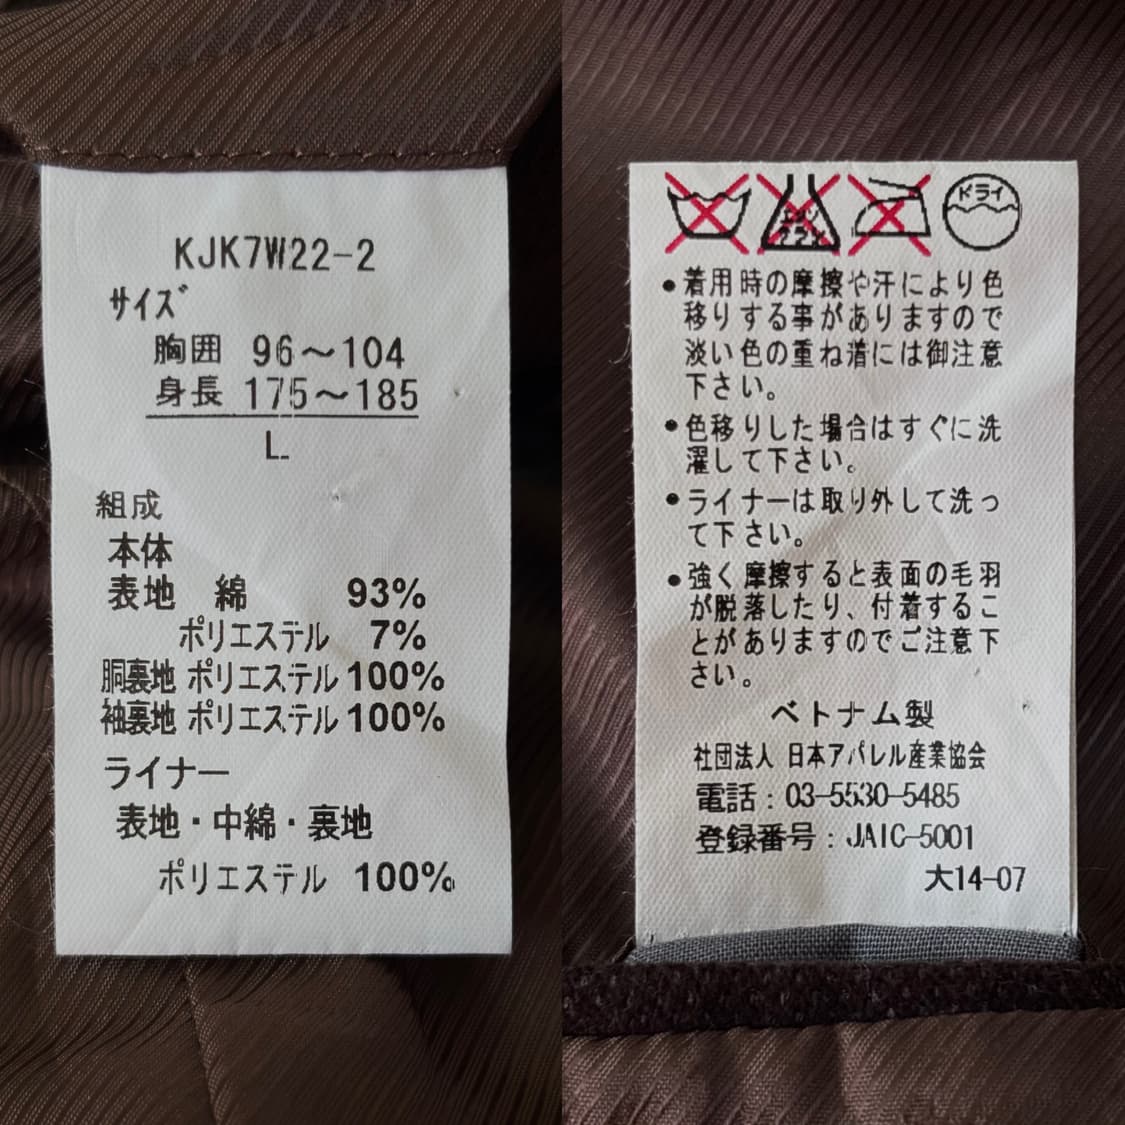 KJK7W22-2
サイズ
胸囲 96～104
身長 175～185
L
組成
本体
表地 綿 93%
ポリエステル 7%
胴裏地 ポリエステル 100%
袖裏地 ポリエステル 100%
ライナー
表地・中綿・裏地
ポリエステル 100%
エンソ
サラシ
ドライ
●着用時の摩擦や汗により色
移りする事がありますので
淡い色の重ね着には御注意
下さい。
●色移りした場合はすぐに洗
濯して下さい。
●ライナーは取り外して洗っ
て下さい。
●強く摩擦すると表面の毛羽
が脱落したり、付着するこ
とがありますのでご注意下
さい。
ベトナム製
社団法人 日本アパレル産業協会
電話：03-5530-5485
登録番号：JAIC-5001
大14-07